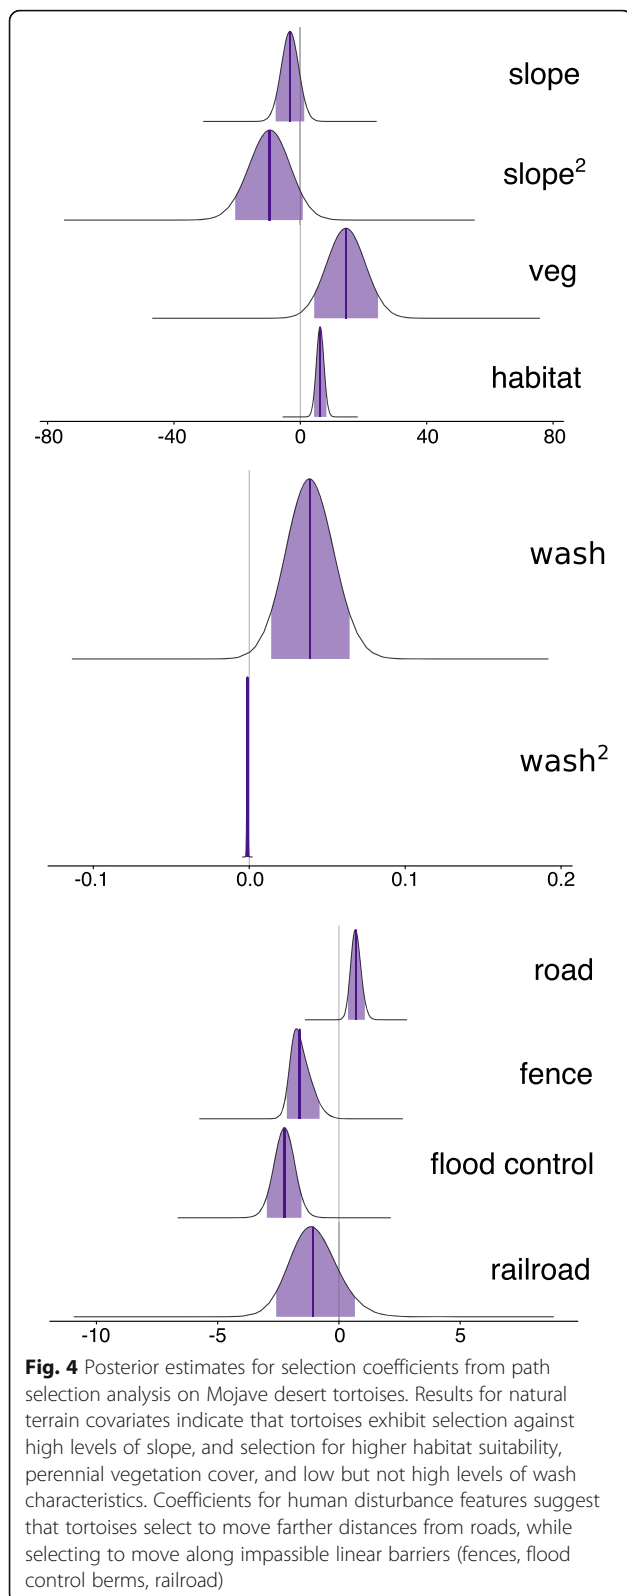 slope
slope²
veg
habitat
-80 -40 0 40 80
wash
wash²
-0.1 0.0 0.1 0.2
road
fence
flood control
railroad
-10 -5 0 5
Fig. 4 Posterior estimates for selection coefficients from path
selection analysis on Mojave desert tortoises. Results for natural
terrain covariates indicate that tortoises exhibit selection against
high levels of slope, and selection for higher habitat suitability,
perennial vegetation cover, and low but not high levels of wash
characteristics. Coefficients for human disturbance features suggest
that tortoises select to move farther distances from roads, while
selecting to move along impassible linear barriers (fences, flood
control berms, railroad)